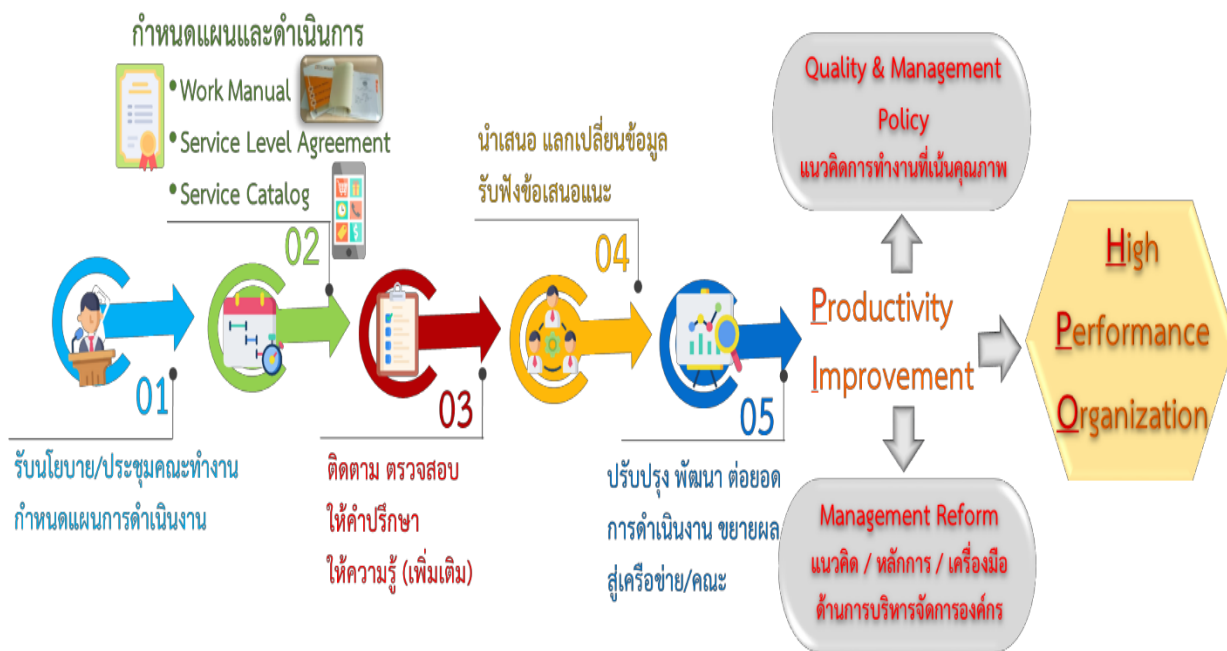 กำหนดแผนและดำเนินการ
• Work Manual
• Service Level Agreement
• Service Catalog
02
นำเสนอ แลกเปลี่ยนข้อมูล
รับฟังข้อเสนอแนะ
04
01
รับนโยบาย/ประชุมคณะทำงาน
กำหนดแผนการดำเนินงาน
03
ติดตาม ตรวจสอบ
ให้คำปรึกษา
ให้ความรู้ (เพิ่มเติม)
05
ปรับปรุง พัฒนา ต่อยอด
การดำเนินงาน ขยายผล
สู่เครือข่าย/คณะ
Quality & Management
Policy
แนวคิดการทำงานที่เน้นคุณภาพ
Productivity
Improvement
Management Reform
แนวคิด / หลักการ / เครื่องมือ
ด้านการบริหารจัดการองค์กร
High
Performance
Organization